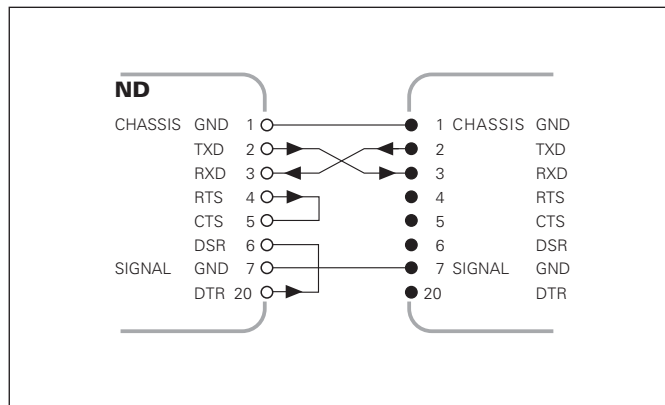 ND
CHASSIS GND 1 1 CHASSIS GND
TXD 2 2 TXD
RXD 3 3 RXD
RTS 4 4 RTS
CTS 5 5 CTS
DSR 6 6 DSR
SIGNAL GND 7 7 SIGNAL GND
DTR 20 20 DTR